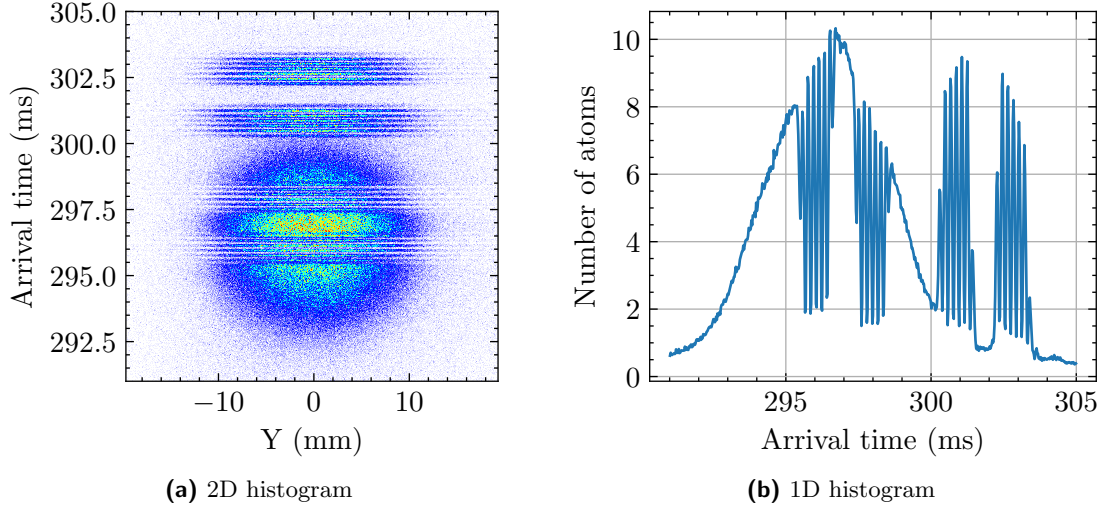 305.0
302.5
300.0
297.5
295.0
292.5
Arrival time (ms)
−10 0 10
Y (mm)
(a) 2D histogram
10
8
6
4
2
0
Number of atoms
295 300 305
Arrival time (ms)
(b) 1D histogram